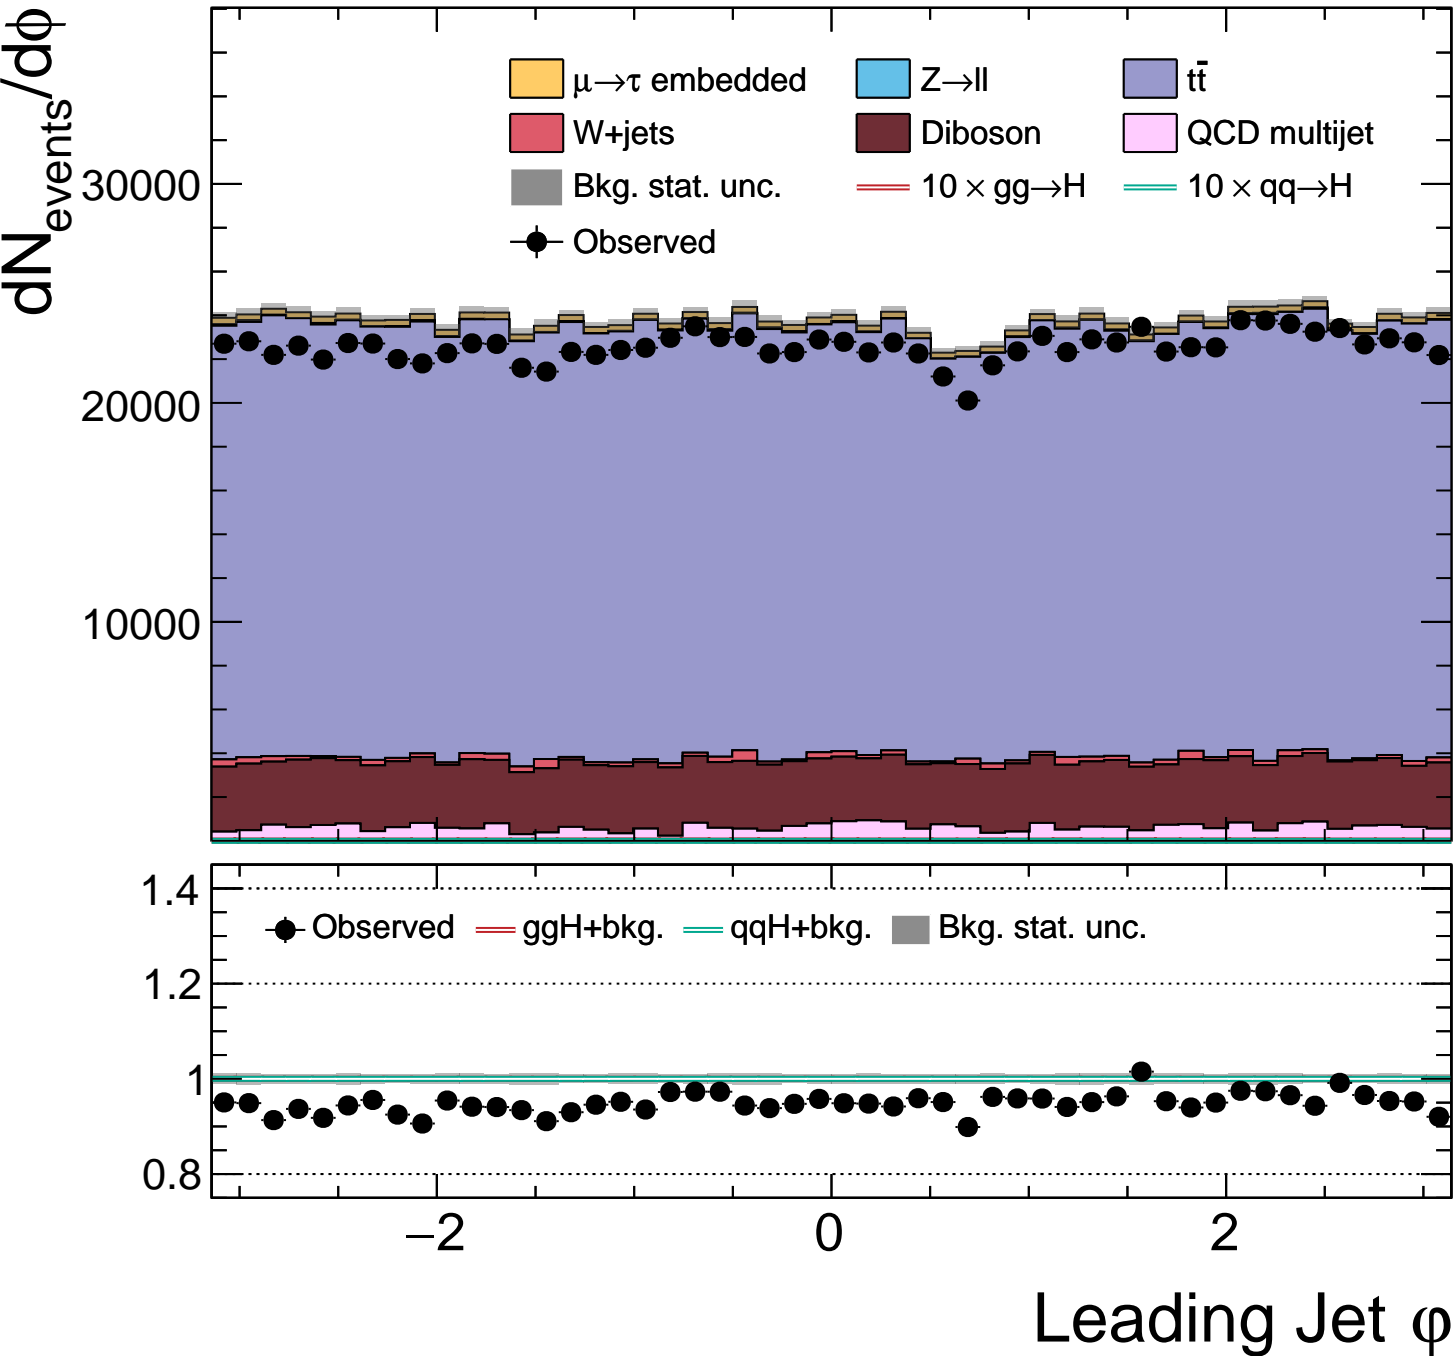 dN_events/dϕ
μ→τ embedded Z→ll tt̄
W+jets Diboson QCD multijet
Bkg. stat. unc. 10 × gg→H 10 × qq→H
Observed
30000
20000
10000
1.4
Observed ggH+bkg. qqH+bkg. Bkg. stat. unc.
1.2
1
0.8
−2 0 2
Leading Jet φ